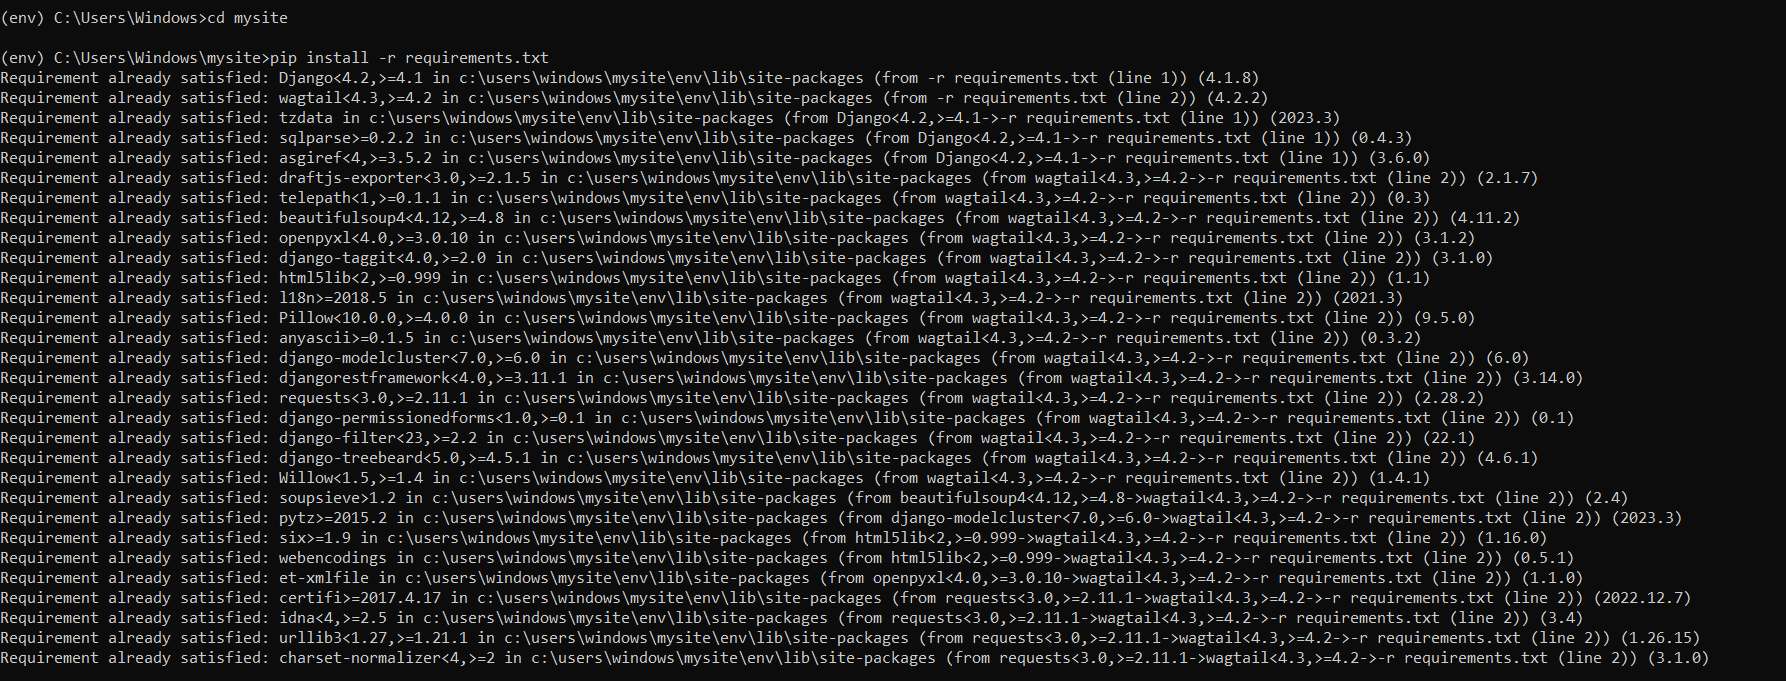 (env) C:\Users\Windows>cd mysite
(env) C:\Users\Windows\mysite>pip install -r requirements.txt
Requirement already satisfied: Django<4.2,>=4.1 in c:\users\windows\mysite\env\lib\site-packages (from -r requirements.txt (line 1)) (4.1.8)
Requirement already satisfied: wagtail<4.3,>=4.2 in c:\users\windows\mysite\env\lib\site-packages (from -r requirements.txt (line 2)) (4.2.2)
Requirement already satisfied: tzdata in c:\users\windows\mysite\env\lib\site-packages (from Django<4.2,>=4.1->-r requirements.txt (line 1)) (2023.3)
Requirement already satisfied: sqlparse>=0.2.2 in c:\users\windows\mysite\env\lib\site-packages (from Django<4.2,>=4.1->-r requirements.txt (line 1)) (0.4.3)
Requirement already satisfied: asgiref<4,>=3.5.2 in c:\users\windows\mysite\env\lib\site-packages (from Django<4.2,>=4.1->-r requirements.txt (line 1)) (3.6.0)
Requirement already satisfied: draftjs-exporter<3.0,>=2.1.5 in c:\users\windows\mysite\env\lib\site-packages (from wagtail<4.3,>=4.2->-r requirements.txt (line 2)) (2.1.7)
Requirement already satisfied: telepath<1,>=0.1.1 in c:\users\windows\mysite\env\lib\site-packages (from wagtail<4.3,>=4.2->-r requirements.txt (line 2)) (0.3)
Requirement already satisfied: beautifulsoup4<4.12,>=4.8 in c:\users\windows\mysite\env\lib\site-packages (from wagtail<4.3,>=4.2->-r requirements.txt (line 2)) (4.11.2)
Requirement already satisfied: openpyxl<4.0,>=3.0.10 in c:\users\windows\mysite\env\lib\site-packages (from wagtail<4.3,>=4.2->-r requirements.txt (line 2)) (3.1.2)
Requirement already satisfied: django-taggit<4.0,>=2.0 in c:\users\windows\mysite\env\lib\site-packages (from wagtail<4.3,>=4.2->-r requirements.txt (line 2)) (3.1.0)
Requirement already satisfied: html5lib<2,>=0.999 in c:\users\windows\mysite\env\lib\site-packages (from wagtail<4.3,>=4.2->-r requirements.txt (line 2)) (1.1)
Requirement already satisfied: l18n>=2018.5 in c:\users\windows\mysite\env\lib\site-packages (from wagtail<4.3,>=4.2->-r requirements.txt (line 2)) (2021.3)
Requirement already satisfied: Pillow<10.0.0,>=4.0.0 in c:\users\windows\mysite\env\lib\site-packages (from wagtail<4.3,>=4.2->-r requirements.txt (line 2)) (9.5.0)
Requirement already satisfied: anyascii>=0.1.5 in c:\users\windows\mysite\env\lib\site-packages (from wagtail<4.3,>=4.2->-r requirements.txt (line 2)) (0.3.2)
Requirement already satisfied: django-modelcluster<7.0,>=6.0 in c:\users\windows\mysite\env\lib\site-packages (from wagtail<4.3,>=4.2->-r requirements.txt (line 2)) (6.0)
Requirement already satisfied: djangorestframework<4.0,>=3.11.1 in c:\users\windows\mysite\env\lib\site-packages (from wagtail<4.3,>=4.2->-r requirements.txt (line 2)) (3.14.0)
Requirement already satisfied: requests<3.0,>=2.11.1 in c:\users\windows\mysite\env\lib\site-packages (from wagtail<4.3,>=4.2->-r requirements.txt (line 2)) (2.28.2)
Requirement already satisfied: django-permissionedforms<1.0,>=0.1 in c:\users\windows\mysite\env\lib\site-packages (from wagtail<4.3,>=4.2->-r requirements.txt (line 2)) (0.1)
Requirement already satisfied: django-filter<23,>=2.2 in c:\users\windows\mysite\env\lib\site-packages (from wagtail<4.3,>=4.2->-r requirements.txt (line 2)) (22.1)
Requirement already satisfied: django-treebeard<5.0,>=4.5.1 in c:\users\windows\mysite\env\lib\site-packages (from wagtail<4.3,>=4.2->-r requirements.txt (line 2)) (4.6.1)
Requirement already satisfied: Willow<1.5,>=1.4 in c:\users\windows\mysite\env\lib\site-packages (from wagtail<4.3,>=4.2->-r requirements.txt (line 2)) (1.4.1)
Requirement already satisfied: soupsieve>1.2 in c:\users\windows\mysite\env\lib\site-packages (from beautifulsoup4<4.12,>=4.8->wagtail<4.3,>=4.2->-r requirements.txt (line 2)) (2.4)
Requirement already satisfied: pytz>=2015.2 in c:\users\windows\mysite\env\lib\site-packages (from django-modelcluster<7.0,>=6.0->wagtail<4.3,>=4.2->-r requirements.txt (line 2)) (2023.3)
Requirement already satisfied: six>=1.9 in c:\users\windows\mysite\env\lib\site-packages (from html5lib<2,>=0.999->wagtail<4.3,>=4.2->-r requirements.txt (line 2)) (1.16.0)
Requirement already satisfied: webencodings in c:\users\windows\mysite\env\lib\site-packages (from html5lib<2,>=0.999->wagtail<4.3,>=4.2->-r requirements.txt (line 2)) (0.5.1)
Requirement already satisfied: et-xmlfile in c:\users\windows\mysite\env\lib\site-packages (from openpyxl<4.0,>=3.0.10->wagtail<4.3,>=4.2->-r requirements.txt (line 2)) (1.1.0)
Requirement already satisfied: certifi>=2017.4.17 in c:\users\windows\mysite\env\lib\site-packages (from requests<3.0,>=2.11.1->wagtail<4.3,>=4.2->-r requirements.txt (line 2)) (2022.12.7)
Requirement already satisfied: idna<4,>=2.5 in c:\users\windows\mysite\env\lib\site-packages (from requests<3.0,>=2.11.1->wagtail<4.3,>=4.2->-r requirements.txt (line 2)) (3.4)
Requirement already satisfied: urllib3<1.27,>=1.21.1 in c:\users\windows\mysite\env\lib\site-packages (from requests<3.0,>=2.11.1->wagtail<4.3,>=4.2->-r requirements.txt (line 2)) (1.26.15)
Requirement already satisfied: charset-normalizer<4,>=2 in c:\users\windows\mysite\env\lib\site-packages (from requests<3.0,>=2.11.1->wagtail<4.3,>=4.2->-r requirements.txt (line 2)) (3.1.0)